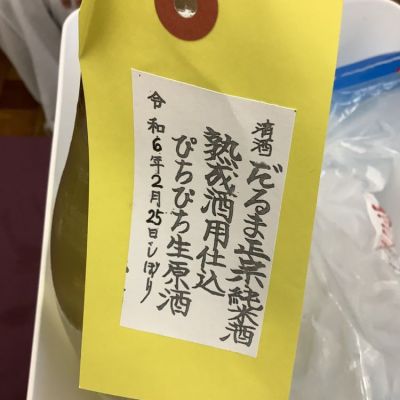 清酒 だるま正宗純米酒
熟成酒用仕込
ぴちぴち生原酒
令和6年2月25日しぼり